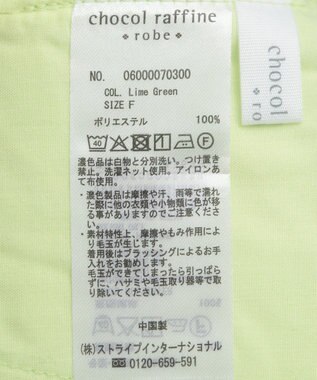 chocol raffine
● robe ●
NO. 06000070300
COL. Lime Green
SIZE F
ポリエステル 100%
40
F
濃色品は白物と分別洗い。つけ置き
禁止。洗濯ネット使用。アイロンあ
て布使用。
・濃色製品は摩擦や汗、雨等で濡れ
た際に他の衣類や小物類に色が移
る事がありますのでご注意下さ
い。
・素材特性上、摩擦やもみ作用によ
り毛玉が生じます。
着用後はブラッシングによるお手
入れをお勧め致します。
毛玉ができてしまったら引っぱら
ずに、ハサミや毛玉取り器等で取
り除いてください。
中国製
(株)ストライプインターナショナル
0120-659-591
chocol
● ro